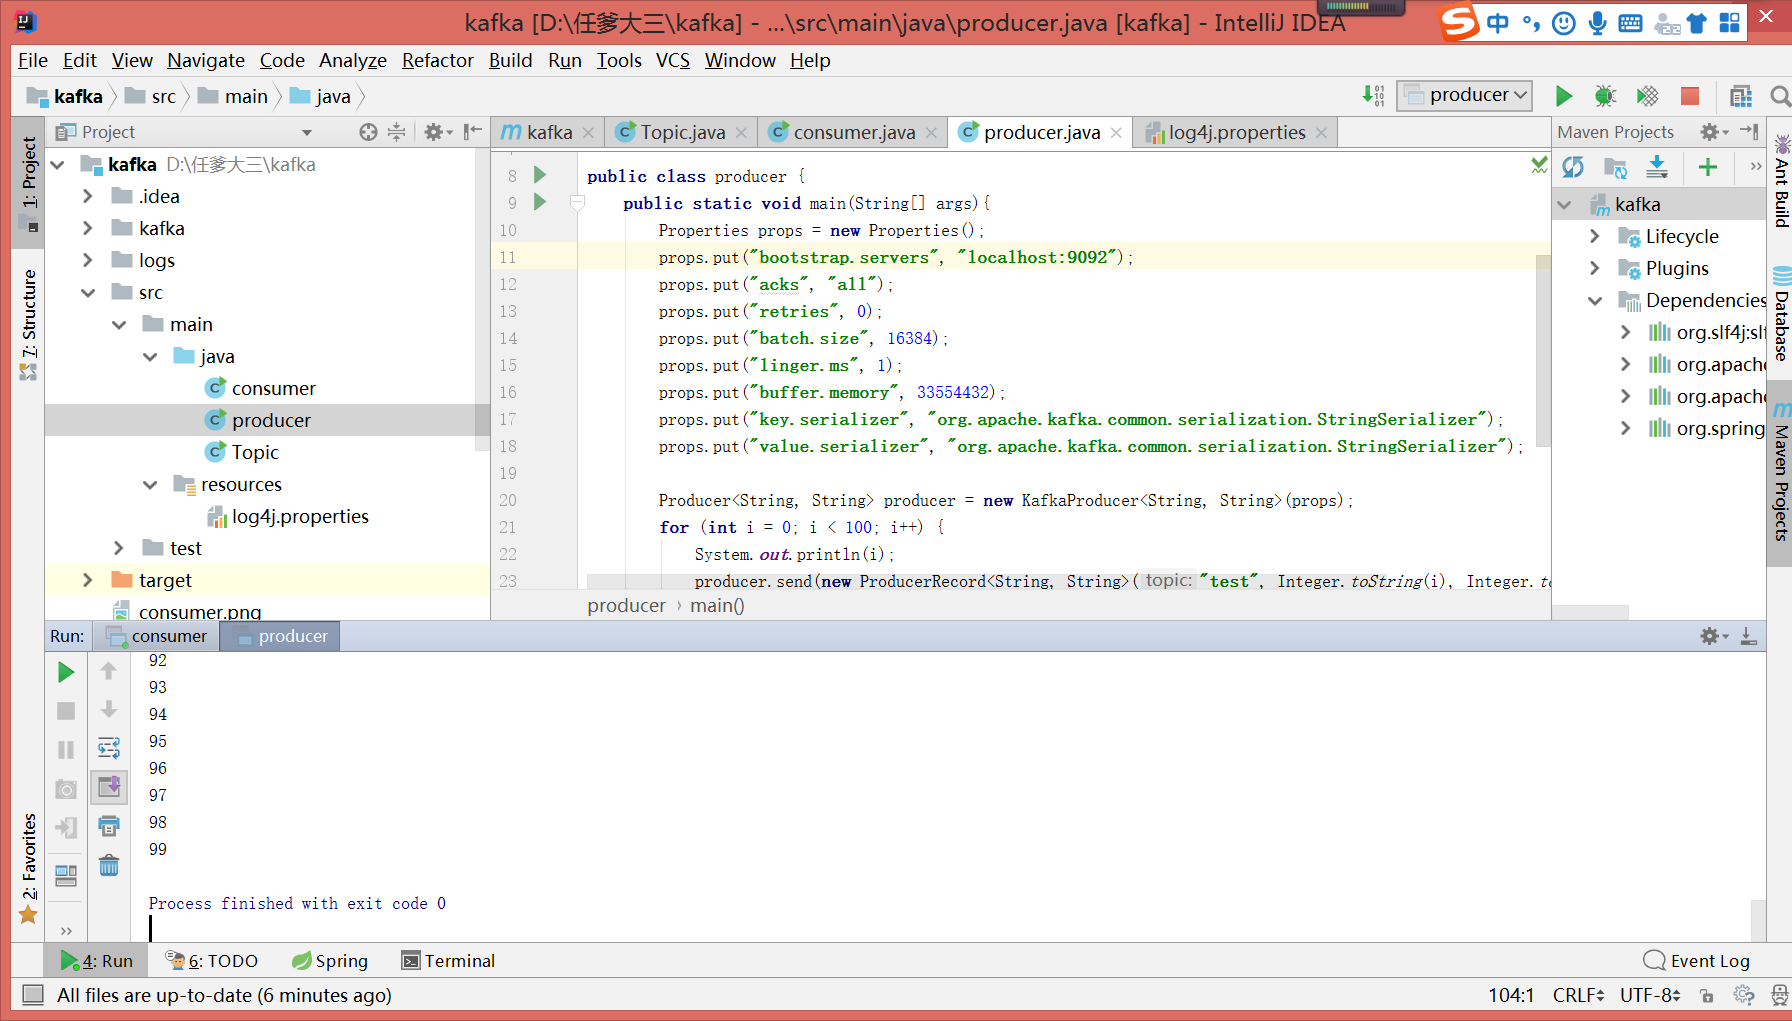 kafka [D:\任爹大三\kafka] - ...\src\main\java\producer.java [kafka] - IntelliJ IDEA
中
File Edit View Navigate Code Analyze Refactor Build Run Tools VCS Window Help
kafka src main java
producer
Project
kafka
Topic.java
consumer.java
producer.java
log4j.properties
Maven Projects
1: Project
7: Structure
2: Favorites
kafka D:\任爹大三\kafka
.idea
kafka
logs
src
main
java
consumer
producer
Topic
resources
log4j.properties
test
target
consumer.png
8 public class producer {
9 public static void main(String[] args){
10 Properties props = new Properties();
11 props.put("bootstrap.servers", "localhost:9092");
12 props.put("acks", "all");
13 props.put("retries", 0);
14 props.put("batch.size", 16384);
15 props.put("linger.ms", 1);
16 props.put("buffer.memory", 33554432);
17 props.put("key.serializer", "org.apache.kafka.common.serialization.StringSerializer");
18 props.put("value.serializer", "org.apache.kafka.common.serialization.StringSerializer");
19
20 Producer<String, String> producer = new KafkaProducer<String, String>(props);
21 for (int i = 0; i < 100; i++) {
22 System.out.println(i);
23 producer.send(new ProducerRecord<String, String>( topic: "test", Integer.toString(i), Integer.to
producer › main()
kafka
Lifecycle
Plugins
Dependencies
org.slf4j:slf
org.apache
org.apache
org.spring
Ant Build
Database
Maven Projects
Run: consumer producer
92
93
94
95
96
97
98
99
Process finished with exit code 0
4: Run 6: TODO Spring Terminal Event Log
All files are up-to-date (6 minutes ago) 104:1 CRLF UTF-8